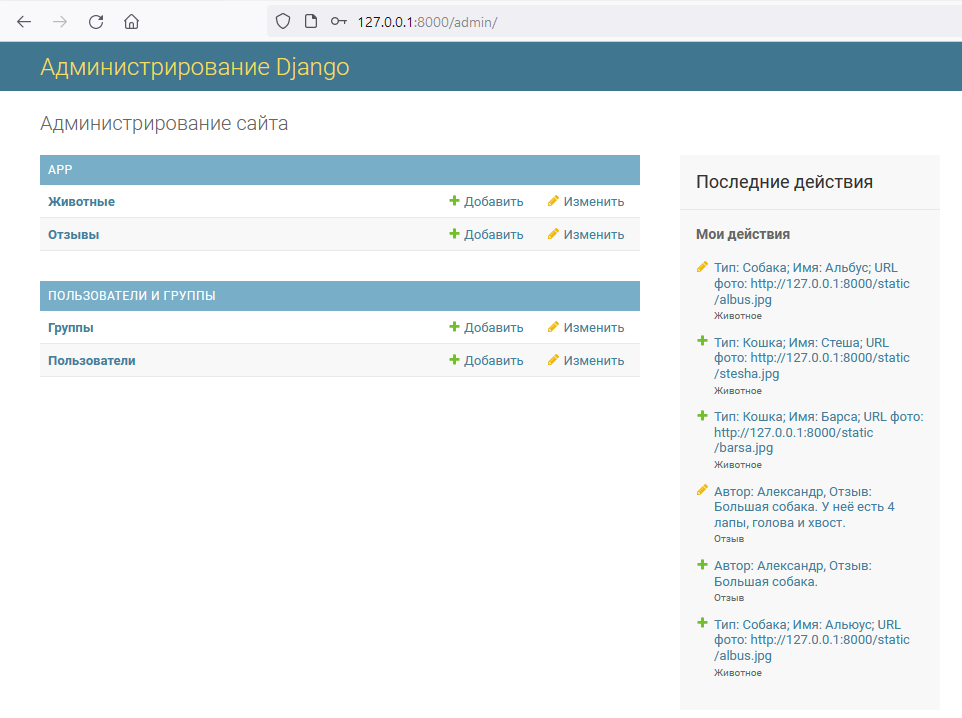 127.0.0.1:8000/admin/
Администрирование Django
Администрирование сайта
APP
Животные Добавить Изменить
Отзывы Добавить Изменить
ПОЛЬЗОВАТЕЛИ И ГРУППЫ
Группы Добавить Изменить
Пользователи Добавить Изменить
Последние действия
Мои действия
Тип: Собака; Имя: Альбус; URL
фото: http://127.0.0.1:8000/static
/albus.jpg
Животное
Тип: Кошка; Имя: Стеша; URL
фото: http://127.0.0.1:8000/static
/stesha.jpg
Животное
Тип: Кошка; Имя: Барса; URL фото:
http://127.0.0.1:8000/static
/barsa.jpg
Животное
Автор: Александр, Отзыв:
Большая собака. У неё есть 4
лапы, голова и хвост.
Отзыв
Автор: Александр, Отзыв:
Большая собака.
Отзыв
Тип: Собака; Имя: Альюус; URL
фото: http://127.0.0.1:8000/static
/albus.jpg
Животное